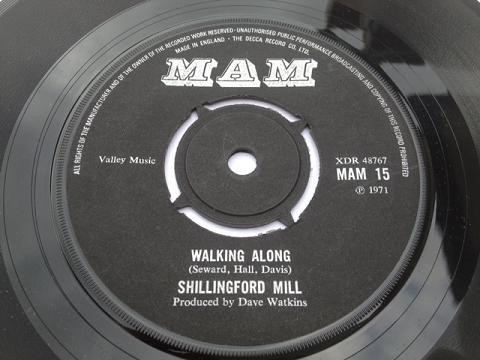 ALL RIGHTS OF THE MANUFACTURER AND OF THE OWNER OF THE RECORDED WORK RESERVED · UNAUTHORISED PUBLIC PERFORMANCE BROADCASTING AND COPYING OF THIS RECORD PROHIBITED
MADE IN ENGLAND · THE DECCA RECORD CO. LTD.
MAM
Valley Music
XDR 48767
MAM 15
℗ 1971
WALKING ALONG
(Seward, Hall, Davis)
SHILLINGFORD MILL
Produced by Dave Watkins